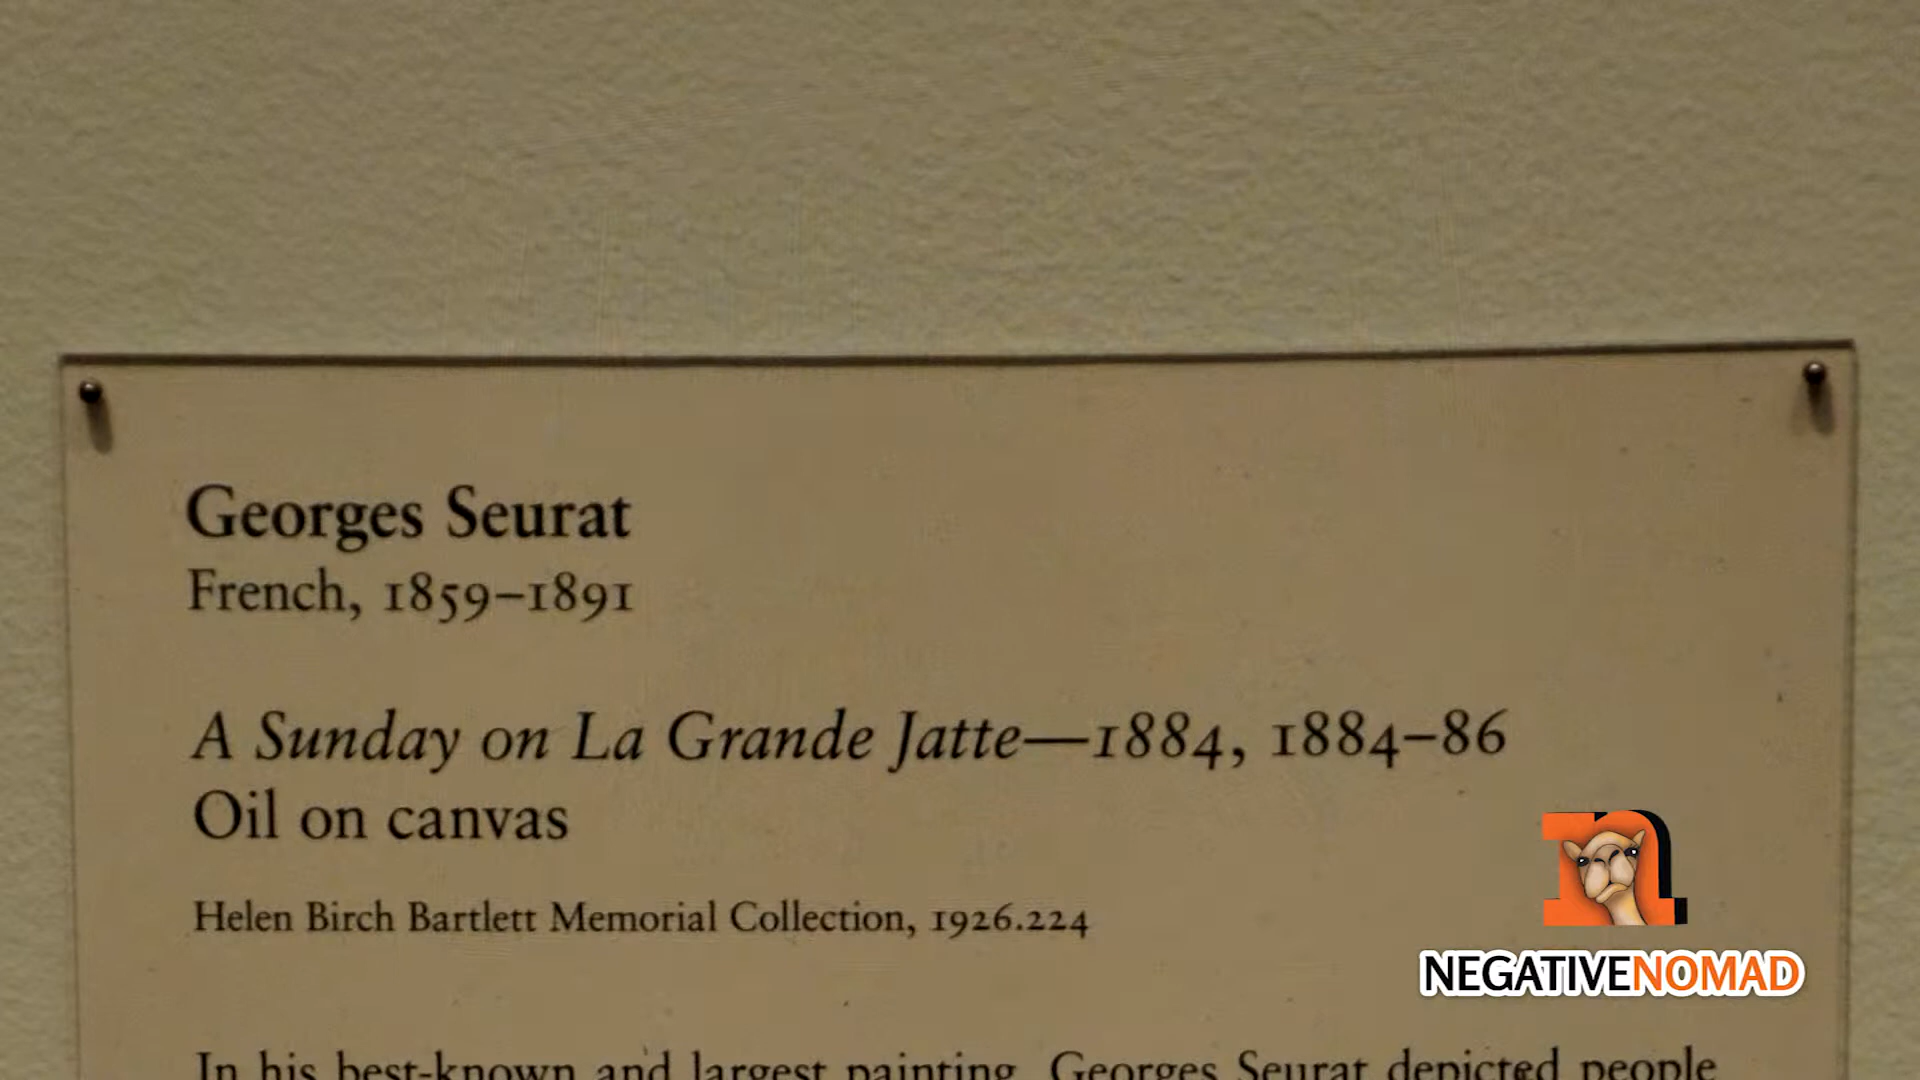 Georges Seurat
French, 1859–1891
A Sunday on La Grande Jatte—1884, 1884–86
Oil on canvas
Helen Birch Bartlett Memorial Collection, 1926.224
In his best-known and largest painting, Georges Seurat depicted people
n
NEGATIVENOMAD